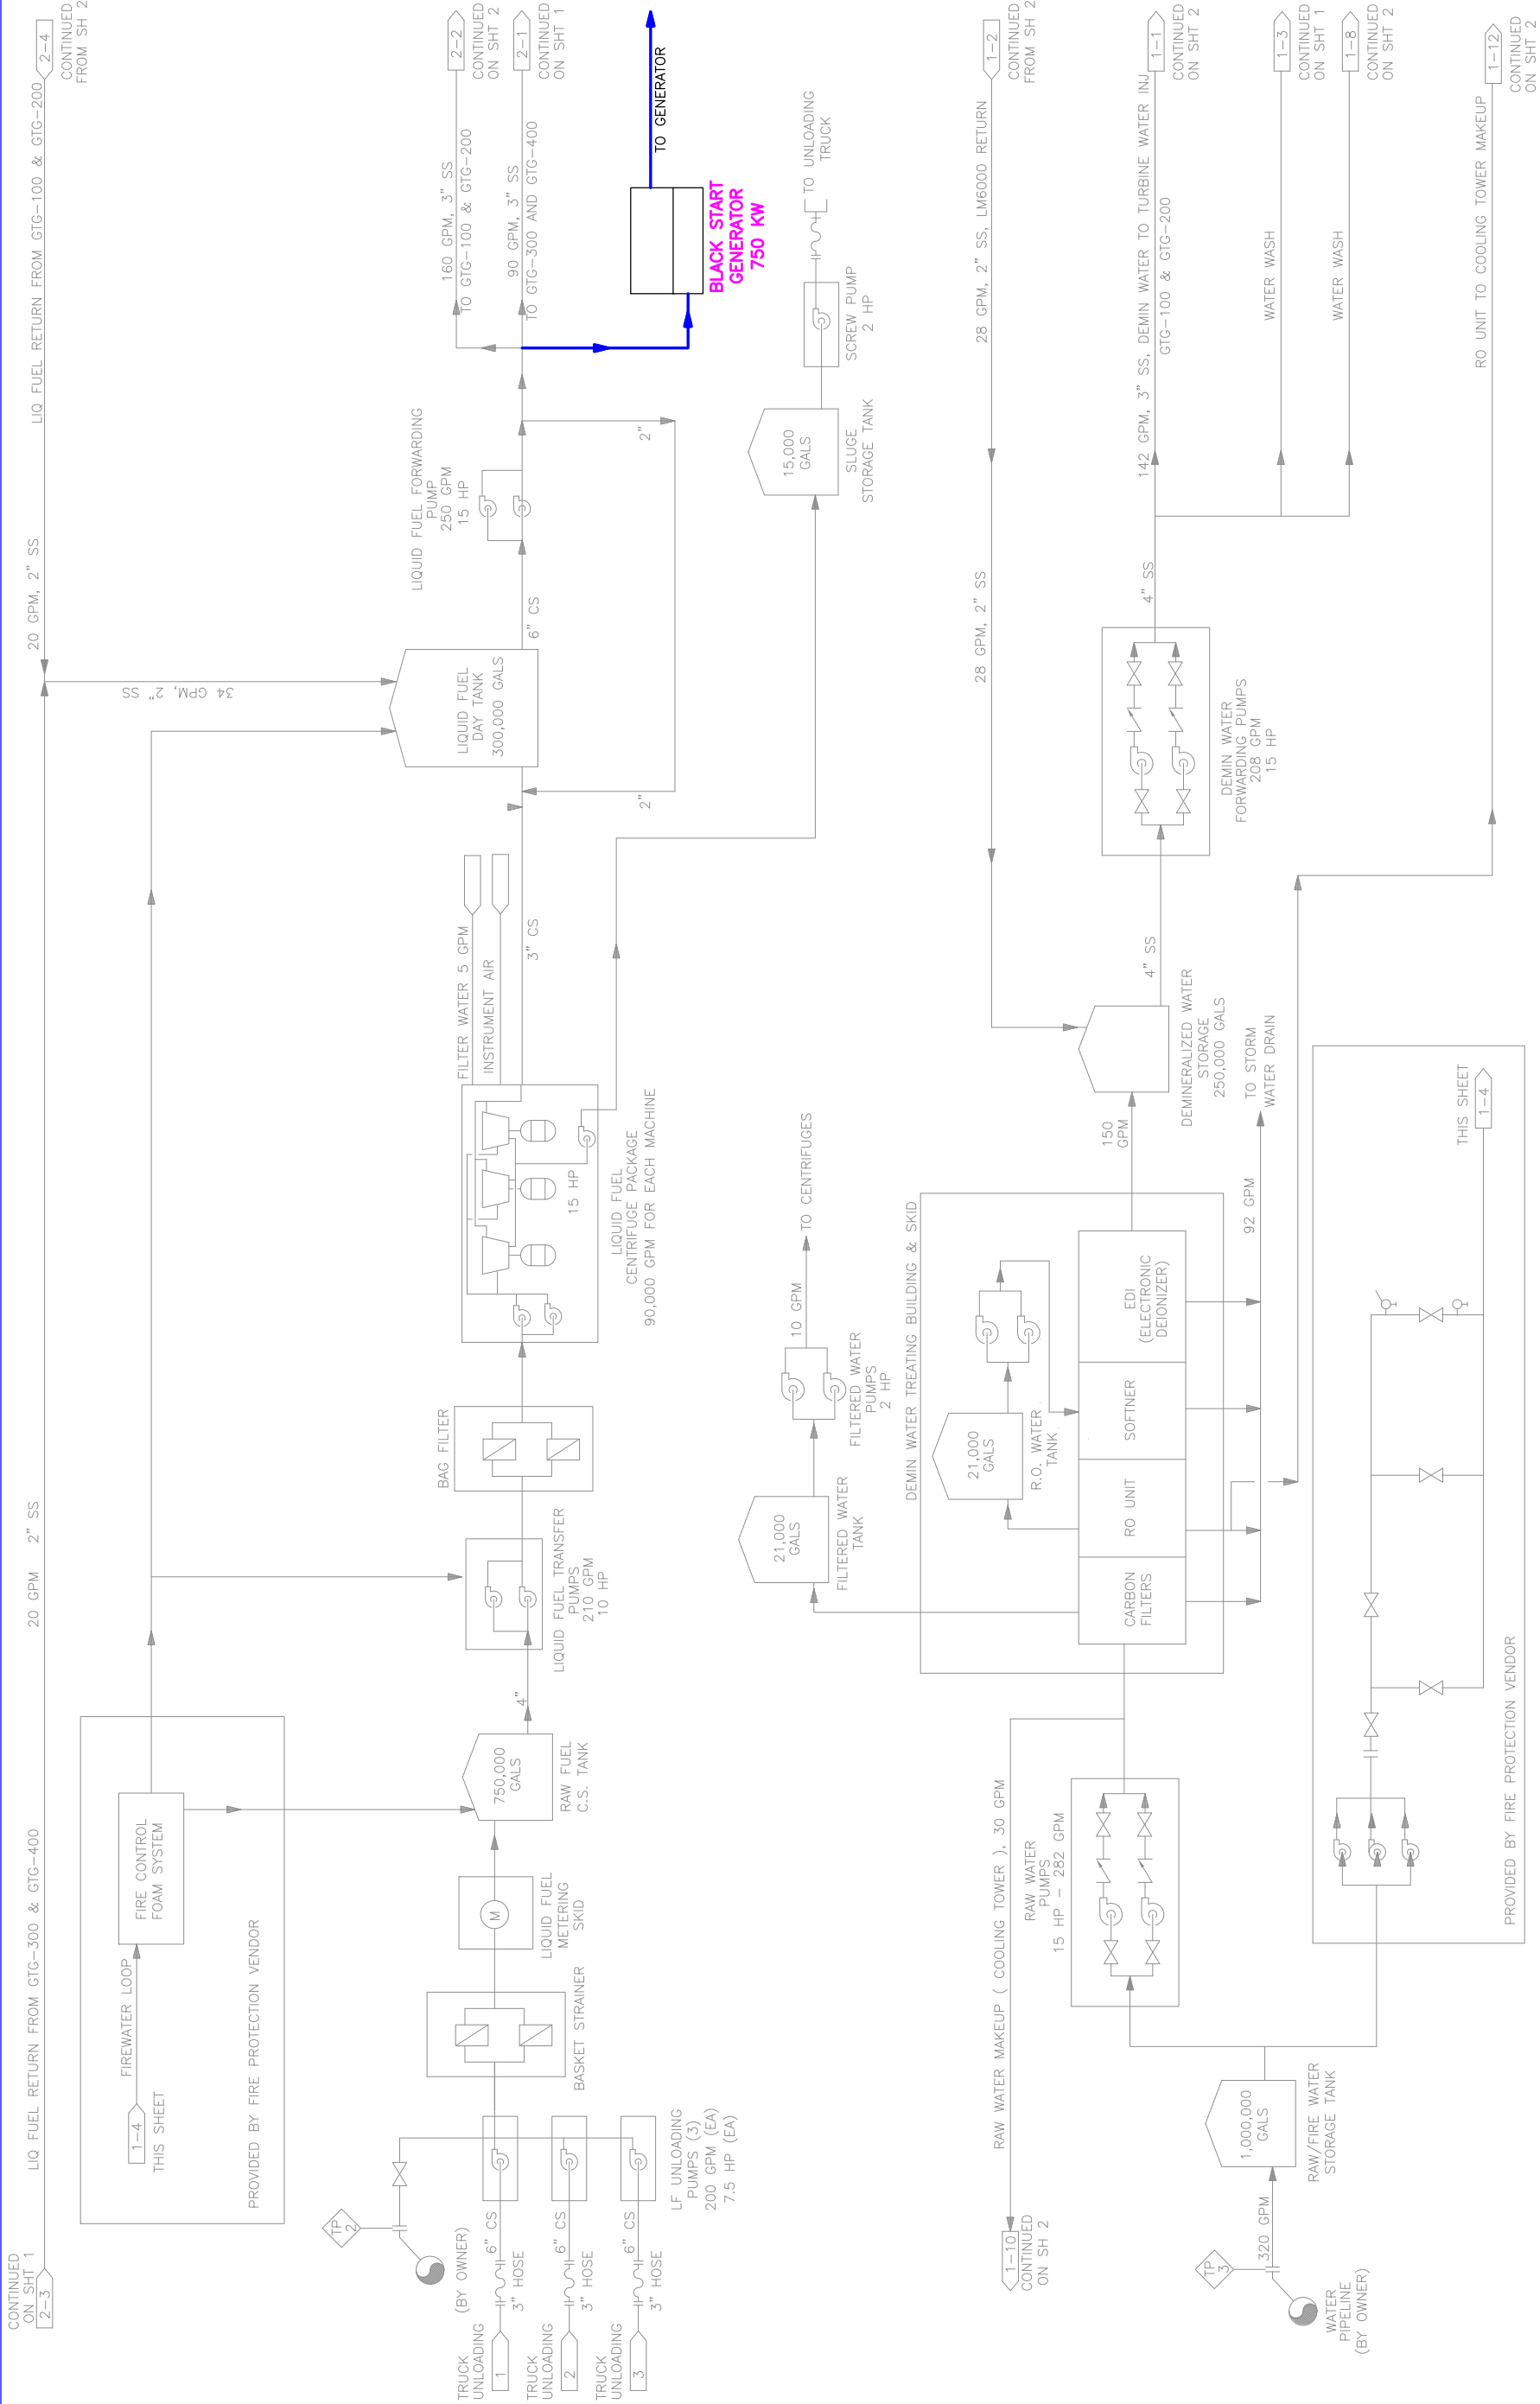 CONTINUED
ON SHT 1
2-3
LIQ FUEL RETURN FROM GTG-300 & GTG-400
20 GPM 2" SS
20 GPM, 2" SS
LIQ FUEL RETURN FROM GTG-100 & GTG-200
2-4
CONTINUED
FROM SH 2
34 GPM, 2" SS
FIREWATER LOOP
1-4
THIS SHEET
FIRE CONTROL
FOAM SYSTEM
PROVIDED BY FIRE PROTECTION VENDOR
TP
2
(BY OWNER)
TRUCK
UNLOADING
1
3" HOSE
6" CS
TRUCK
UNLOADING
2
3" HOSE
6" CS
TRUCK
UNLOADING
3
3" HOSE
6" CS
LF UNLOADING
PUMPS (3)
200 GPM (EA)
7.5 HP (EA)
BASKET STRAINER
M
LIQUID FUEL
METERING
SKID
750,000
GALS
RAW FUEL
C.S. TANK
4"
LIQUID FUEL TRANSFER
PUMPS
210 GPM
10 HP
BAG FILTER
15 HP
LIQUID FUEL
CENTRIFUGE PACKAGE
90,000 GPM FOR EACH MACHINE
FILTER WATER 5 GPM
INSTRUMENT AIR
3" CS
LIQUID FUEL
DAY TANK
300,000 GALS
2"
6" CS
LIQUID FUEL FORWARDING
PUMP
250 GPM
15 HP
2"
160 GPM, 3" SS
TO GTG-100 & GTG-200
2-2
CONTINUED
ON SHT 2
90 GPM, 3" SS
TO GTG-300 AND GTG-400
2-1
CONTINUED
ON SHT 1
TO GENERATOR
BLACK START
GENERATOR
750 KW
15,000
GALS
SLUGE
STORAGE TANK
SCREW PUMP
2 HP
TO UNLOADING
TRUCK
21,000
GALS
FILTERED WATER
TANK
FILTERED WATER
PUMPS
2 HP
10 GPM
TO CENTRIFUGES
DEMIN WATER TREATING BUILDING & SKID
21,000
GALS
R.O. WATER
TANK
CARBON
FILTERS
RO UNIT
SOFTNER
EDI
(ELECTRONIC
DEIONIZER)
150
GPM
92 GPM
TO STORM
WATER DRAIN
DEMINERALIZED WATER
STORAGE
250,000 GALS
28 GPM, 2" SS
28 GPM, 2" SS, LM6000 RETURN
1-2
CONTINUED
FROM SH 2
4" SS
DEMIN WATER
FORWARDING PUMPS
208 GPM
15 HP
4" SS
142 GPM, 3" SS, DEMIN WATER TO TURBINE WATER INJ
GTG-100 & GTG-200
1-1
CONTINUED
ON SHT 2
WATER WASH
1-3
CONTINUED
ON SHT 1
WATER WASH
1-8
CONTINUED
ON SHT 2
RO UNIT TO COOLING TOWER MAKEUP
1-12
CONTINUED
ON SHT 2
1-10
CONTINUED
ON SH 2
RAW WATER MAKEUP ( COOLING TOWER ), 30 GPM
RAW WATER
PUMPS
15 HP - 282 GPM
TP
3
320 GPM
WATER
PIPELINE
(BY OWNER)
1,000,000
GALS
RAW/FIRE WATER
STORAGE TANK
PROVIDED BY FIRE PROTECTION VENDOR
THIS SHEET
1-4